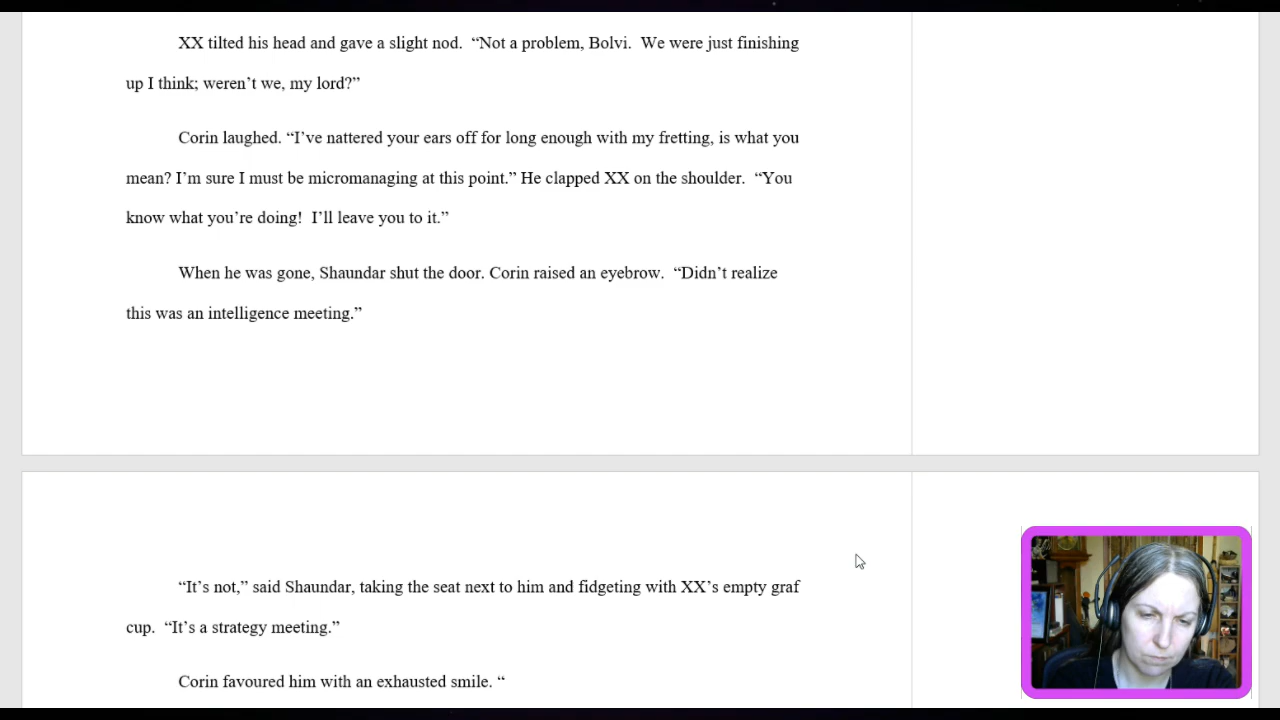 XX tilted his head and gave a slight nod.  “Not a problem, Bolvi.  We were just finishing
up I think; weren’t we, my lord?”
Corin laughed. “I’ve nattered your ears off for long enough with my fretting, is what you
mean? I’m sure I must be micromanaging at this point.” He clapped XX on the shoulder.  “You
know what you’re doing!  I’ll leave you to it.”
When he was gone, Shaundar shut the door. Corin raised an eyebrow.  “Didn’t realize
this was an intelligence meeting.”
“It’s not,” said Shaundar, taking the seat next to him and fidgeting with XX’s empty graf
cup.  “It’s a strategy meeting.”
Corin favoured him with an exhausted smile. “